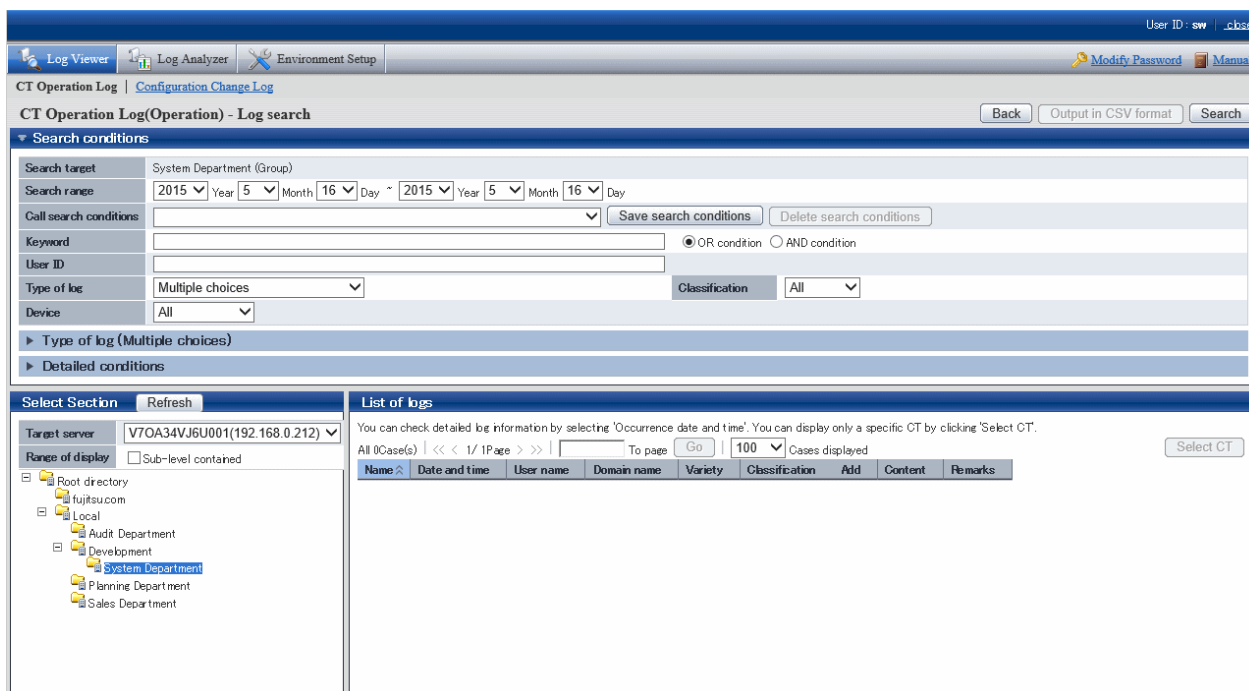 User ID : sw | close
Log Viewer Log Analyzer Environment Setup Modify Password Manua
CT Operation Log | Configuration Change Log
CT Operation Log(Operation) - Log search Back Output in CSV format Search
Search conditions
Search target System Department (Group)
Search range 2015 Year 5 Month 16 Day ~ 2015 Year 5 Month 16 Day
Call search conditions Save search conditions Delete search conditions
Keyword OR condition AND condition
User ID
Type of log Multiple choices Classification All
Device All
Type of log (Multiple choices)
Detailed conditions
Select Section Refresh
Target server V7OA34VJ6U001(192.168.0.212)
Range of display Sub-level contained
Root directory
fujitsu.com
Local
Audit Department
Development
System Department
Planning Department
Sales Department
List of logs
You can check detailed log information by selecting 'Occurrence date and time'. You can display only a specific CT by clicking 'Select CT'.
All 0Case(s) | << < 1/ 1Page > >> | To page Go | 100 Cases displayed Select CT
Name Date and time User name Domain name Variety Classification Add Content Remarks